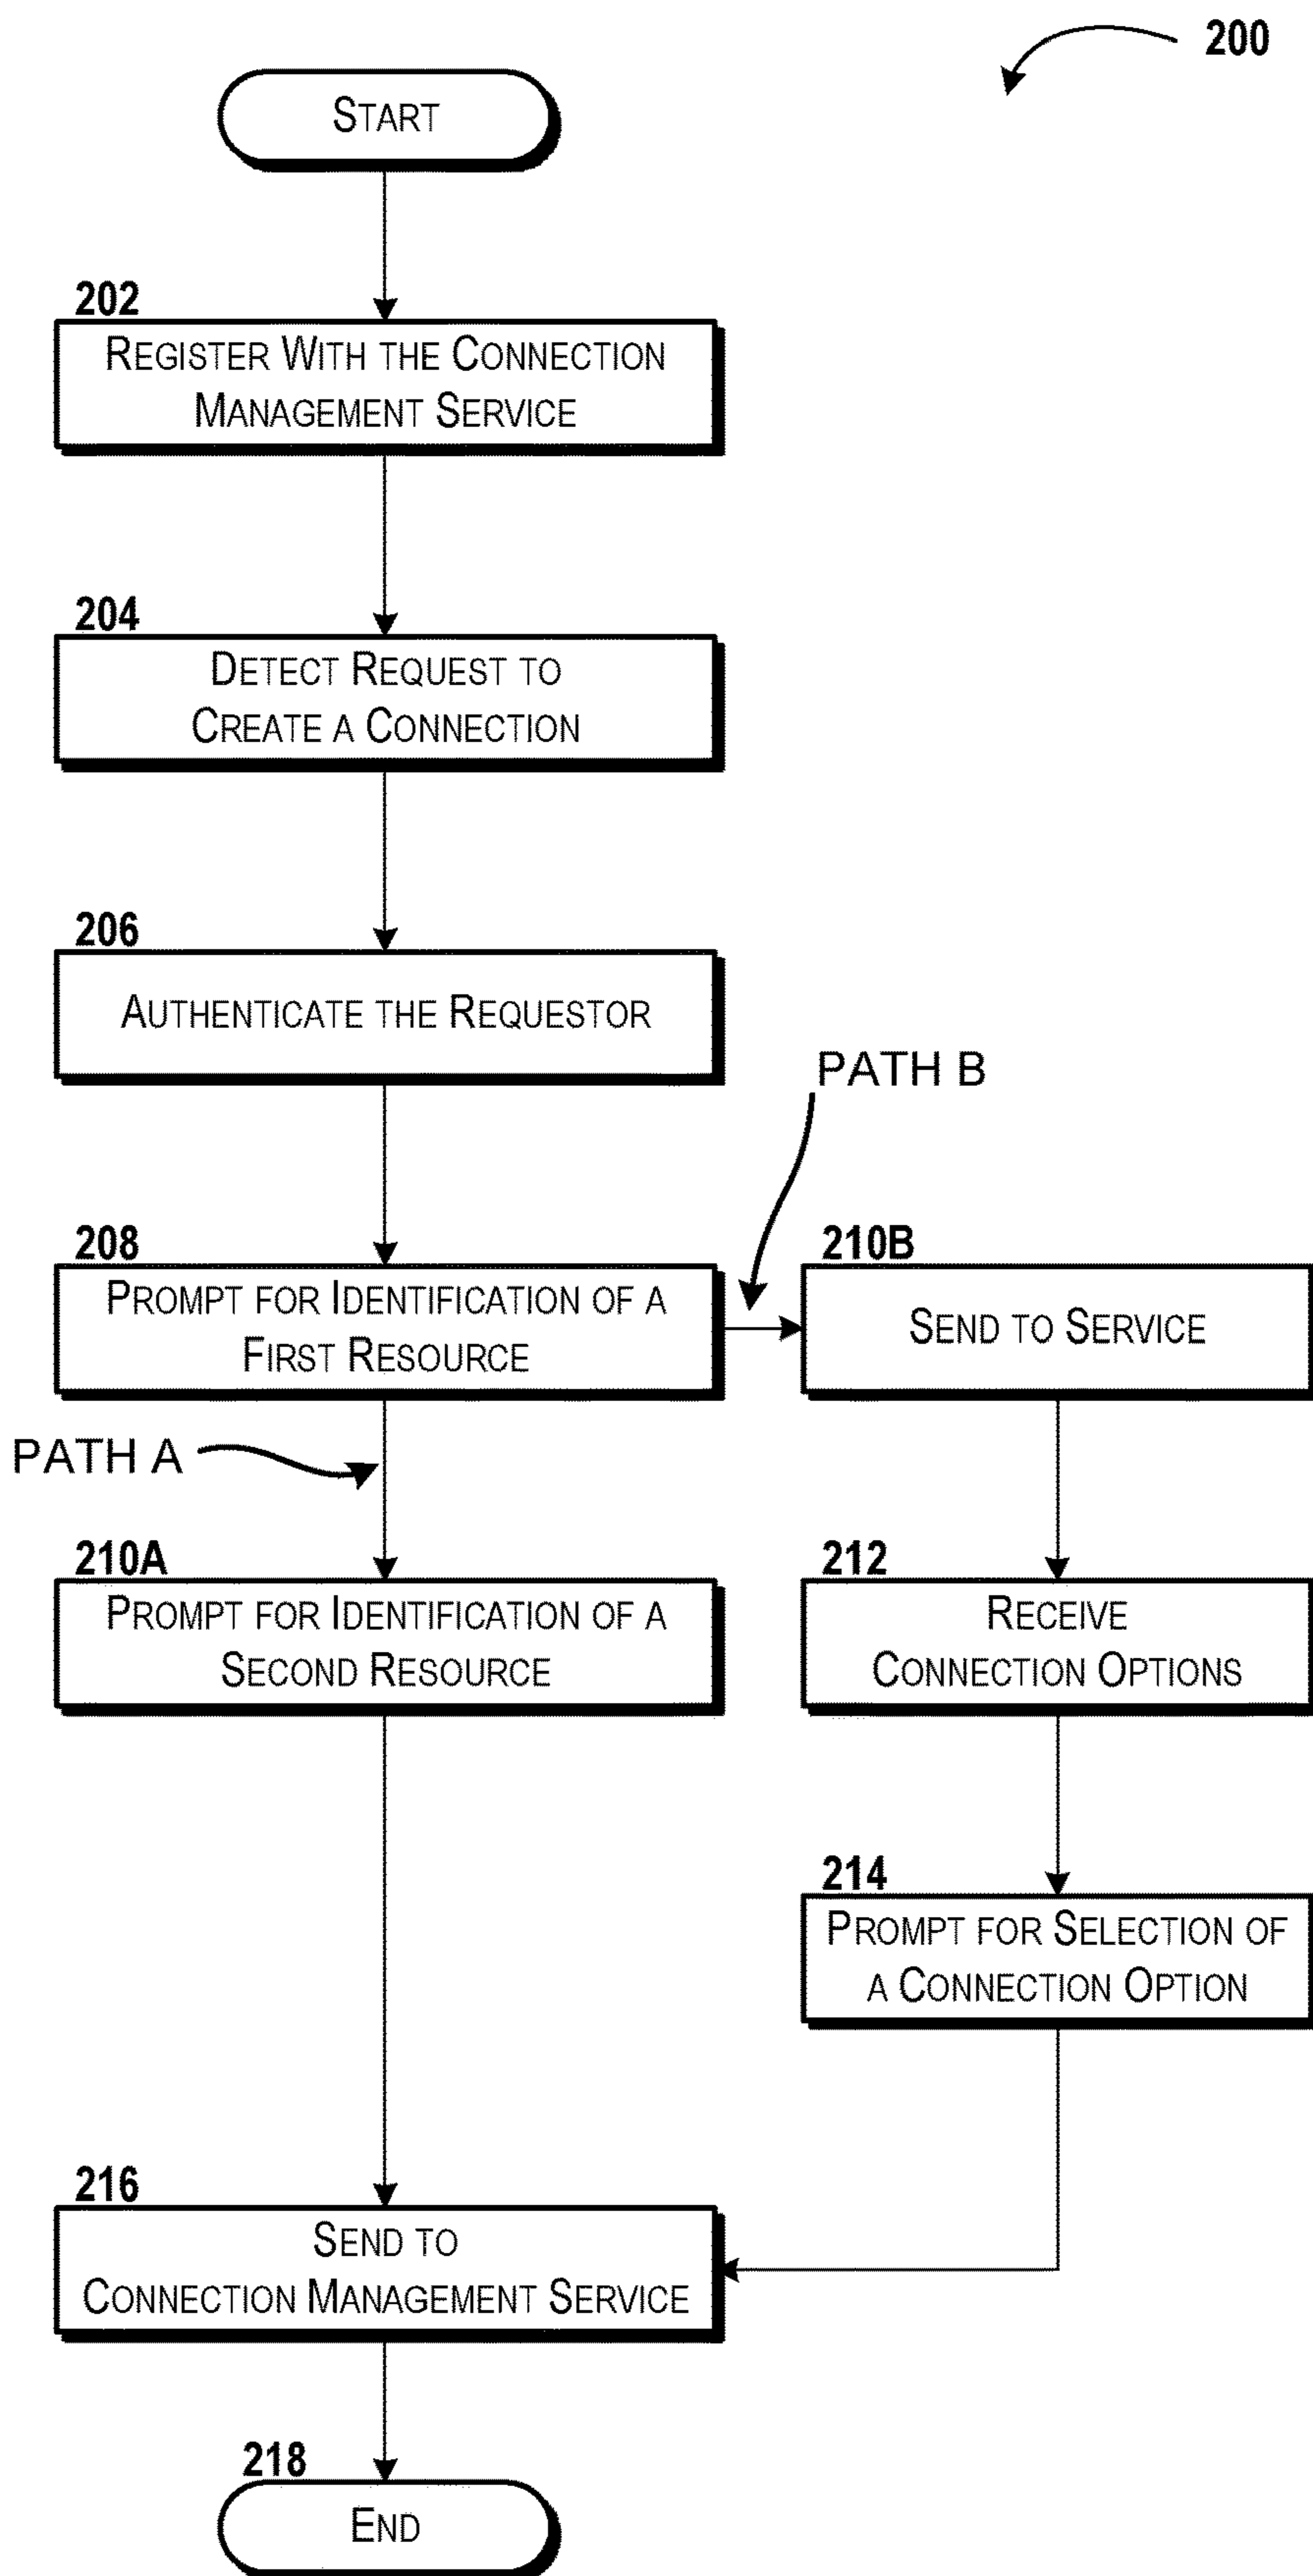 200
START
202
REGISTER WITH THE CONNECTION
MANAGEMENT SERVICE
204
DETECT REQUEST TO
CREATE A CONNECTION
206
AUTHENTICATE THE REQUESTOR
PATH B
208
PROMPT FOR IDENTIFICATION OF A
FIRST RESOURCE
210B
SEND TO SERVICE
PATH A
210A
PROMPT FOR IDENTIFICATION OF A
SECOND RESOURCE
212
RECEIVE
CONNECTION OPTIONS
214
PROMPT FOR SELECTION OF
A CONNECTION OPTION
216
SEND TO
CONNECTION MANAGEMENT SERVICE
218
END